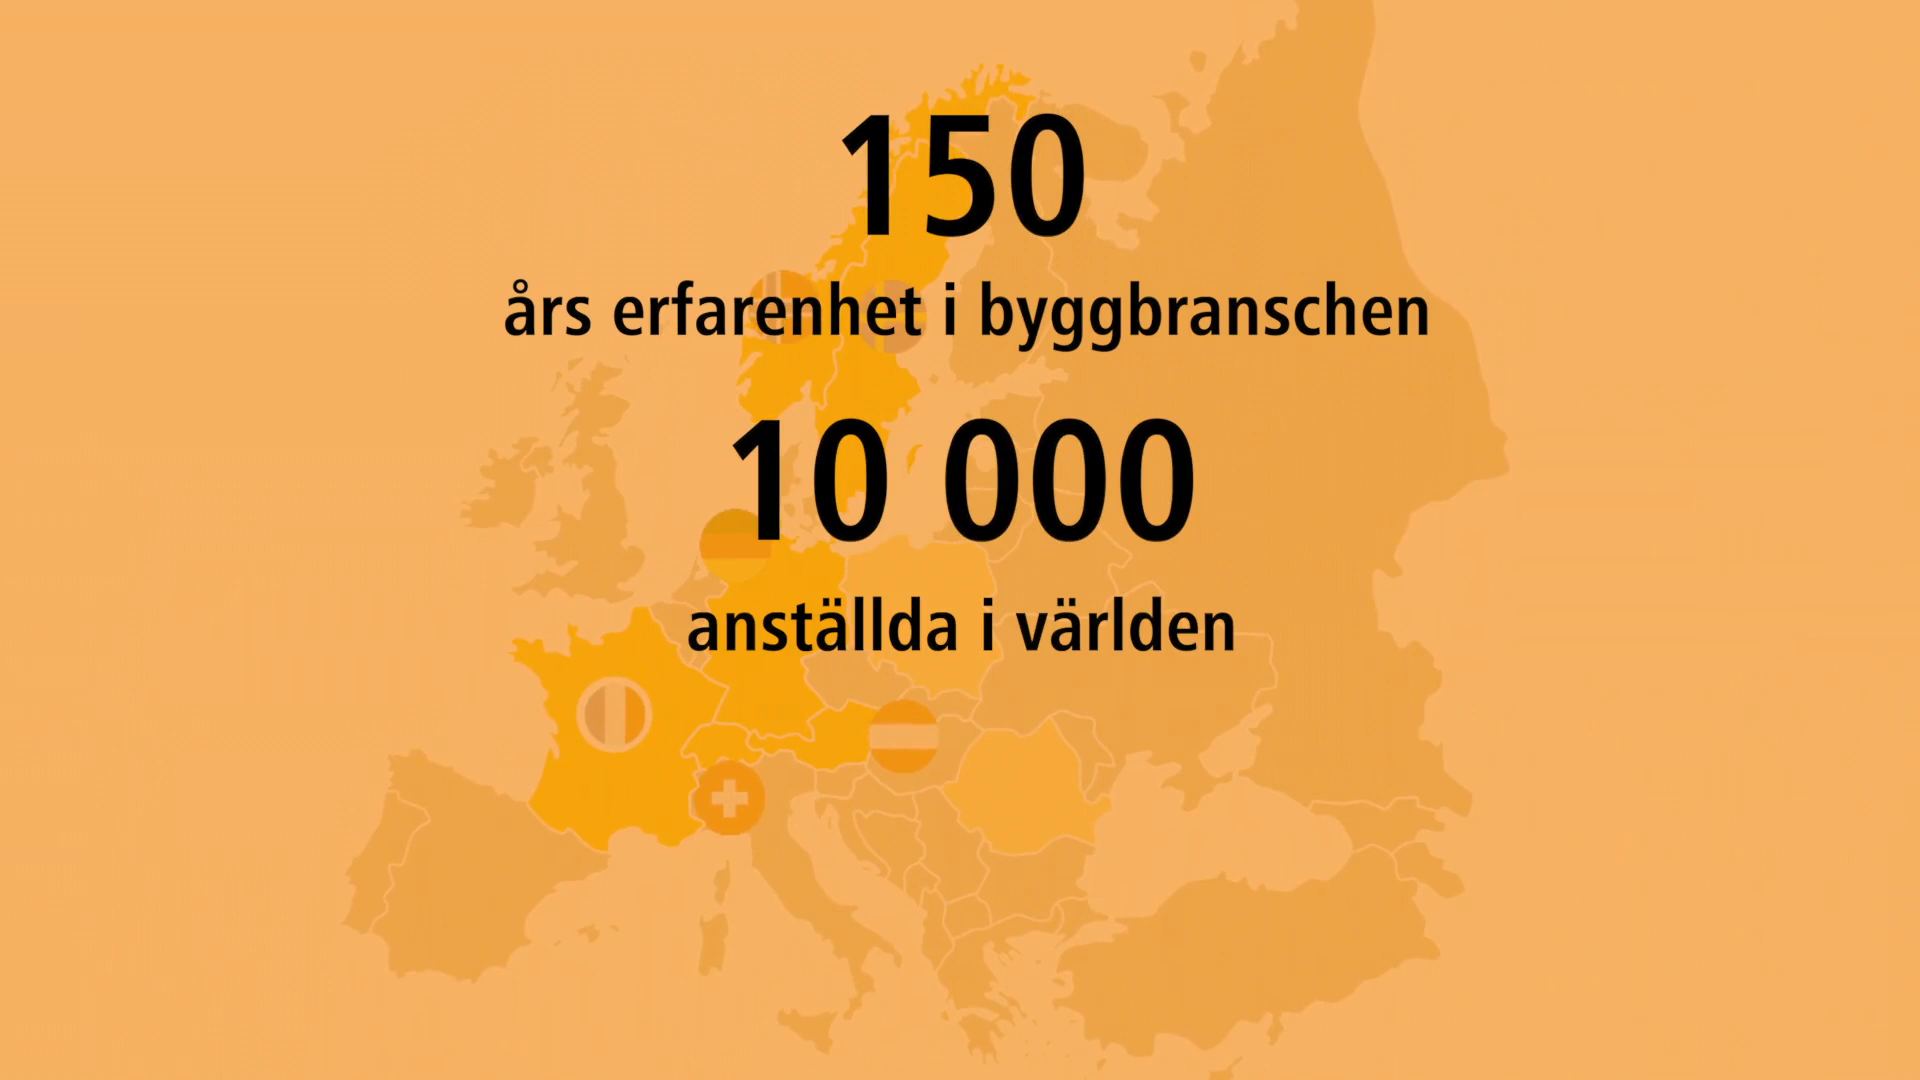 150
års erfarenhet i byggbranschen
10 000
anställda i världen